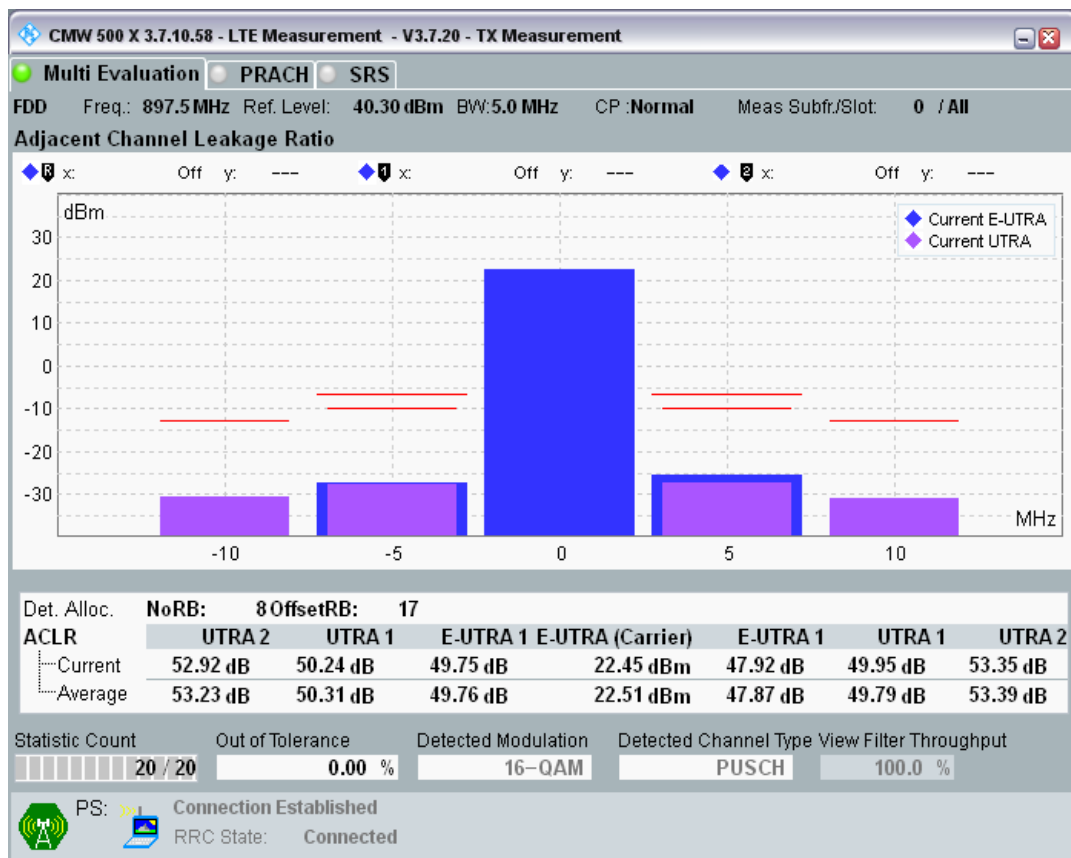 CMW 500 X 3.7.10.58 - LTE Measurement - V3.7.20 - TX Measurement
Multi Evaluation PRACH SRS
FDD Freq.: 897.5 MHz Ref. Level: 40.30 dBm BW:5.0 MHz CP :Normal Meas Subfr./Slot: 0 / All
Adjacent Channel Leakage Ratio
R x: Off y: --- 1 x: Off y: --- 2 x: Off y: ---
dBm
Current E-UTRA
Current UTRA
30
20
10
0
-10
-20
-30
MHz
-10 -5 0 5 10
Det. Alloc. NoRB: 8 OffsetRB: 17
ACLR UTRA 2 UTRA 1 E-UTRA 1 E-UTRA (Carrier) E-UTRA 1 UTRA 1 UTRA 2
Current 52.92 dB 50.24 dB 49.75 dB 22.45 dBm 47.92 dB 49.95 dB 53.35 dB
Average 53.23 dB 50.31 dB 49.76 dB 22.51 dBm 47.87 dB 49.79 dB 53.39 dB
Statistic Count Out of Tolerance Detected Modulation Detected Channel Type View Filter Throughput
20 / 20 0.00 % 16-QAM PUSCH 100.0 %
PS: Connection Established
RRC State: Connected